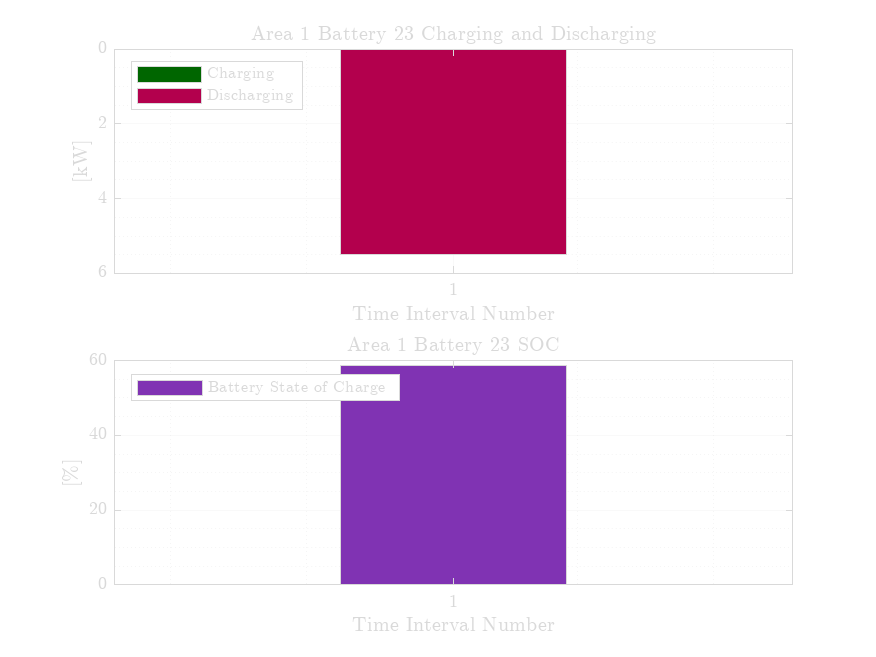 Area 1 Battery 23 Charging and Discharging
0
Charging
Discharging
2
[kW]
4
6
1
Time Interval Number
Area 1 Battery 23 SOC
60
Battery State of Charge
40
[%]
20
0
1
Time Interval Number